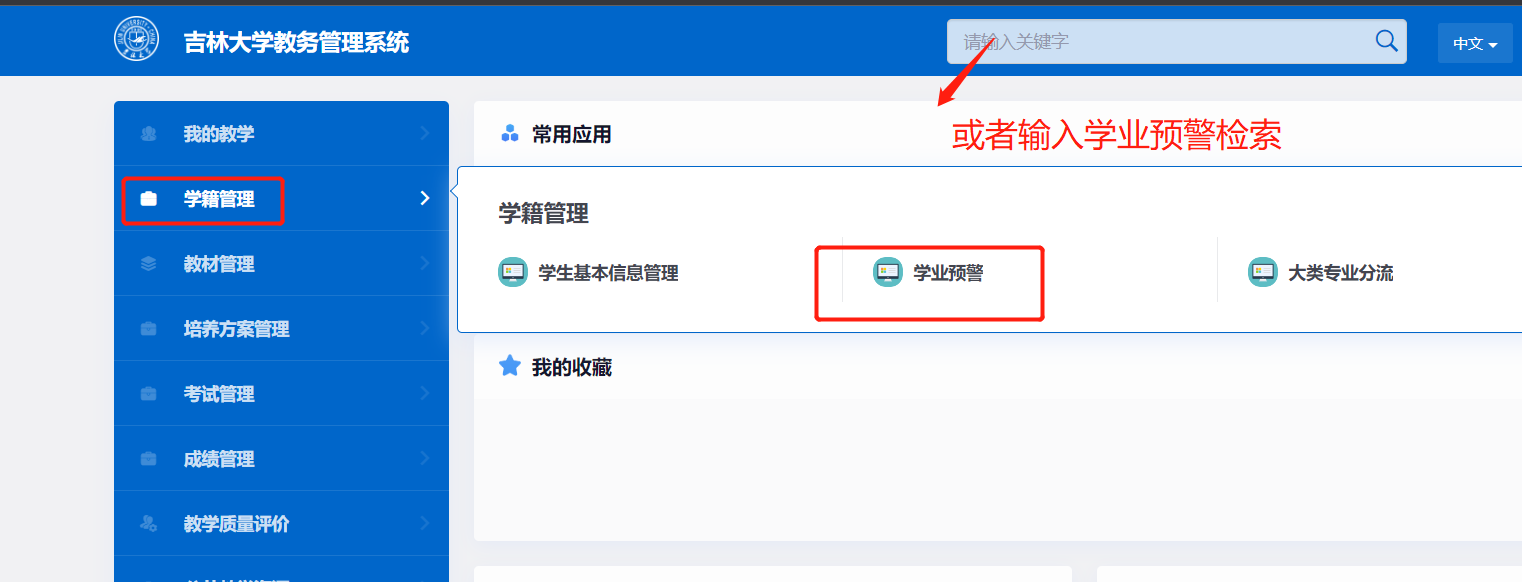 吉林大学教务管理系统
请输入关键字
中文
我的教学
常用应用
或者输入学业预警检索
学籍管理
学籍管理
学生基本信息管理
学业预警
大类专业分流
教材管理
培养方案管理
我的收藏
考试管理
成绩管理
教学质量评价